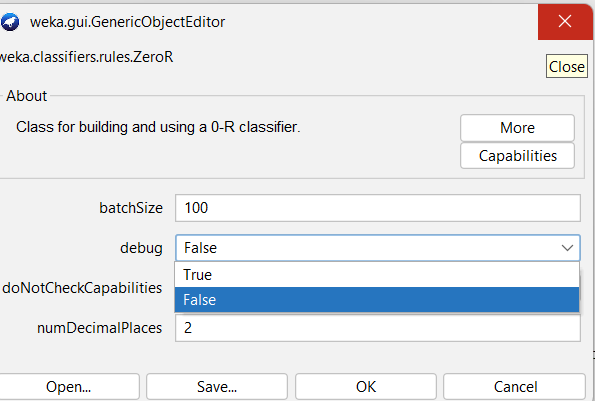 weka.gui.GenericObjectEditor
weka.classifiers.rules.ZeroR
Close
About
Class for building and using a 0-R classifier.
More
Capabilities
batchSize 100
debug False
True
doNotCheckCapabilities
False
numDecimalPlaces 2
Open... Save... OK Cancel